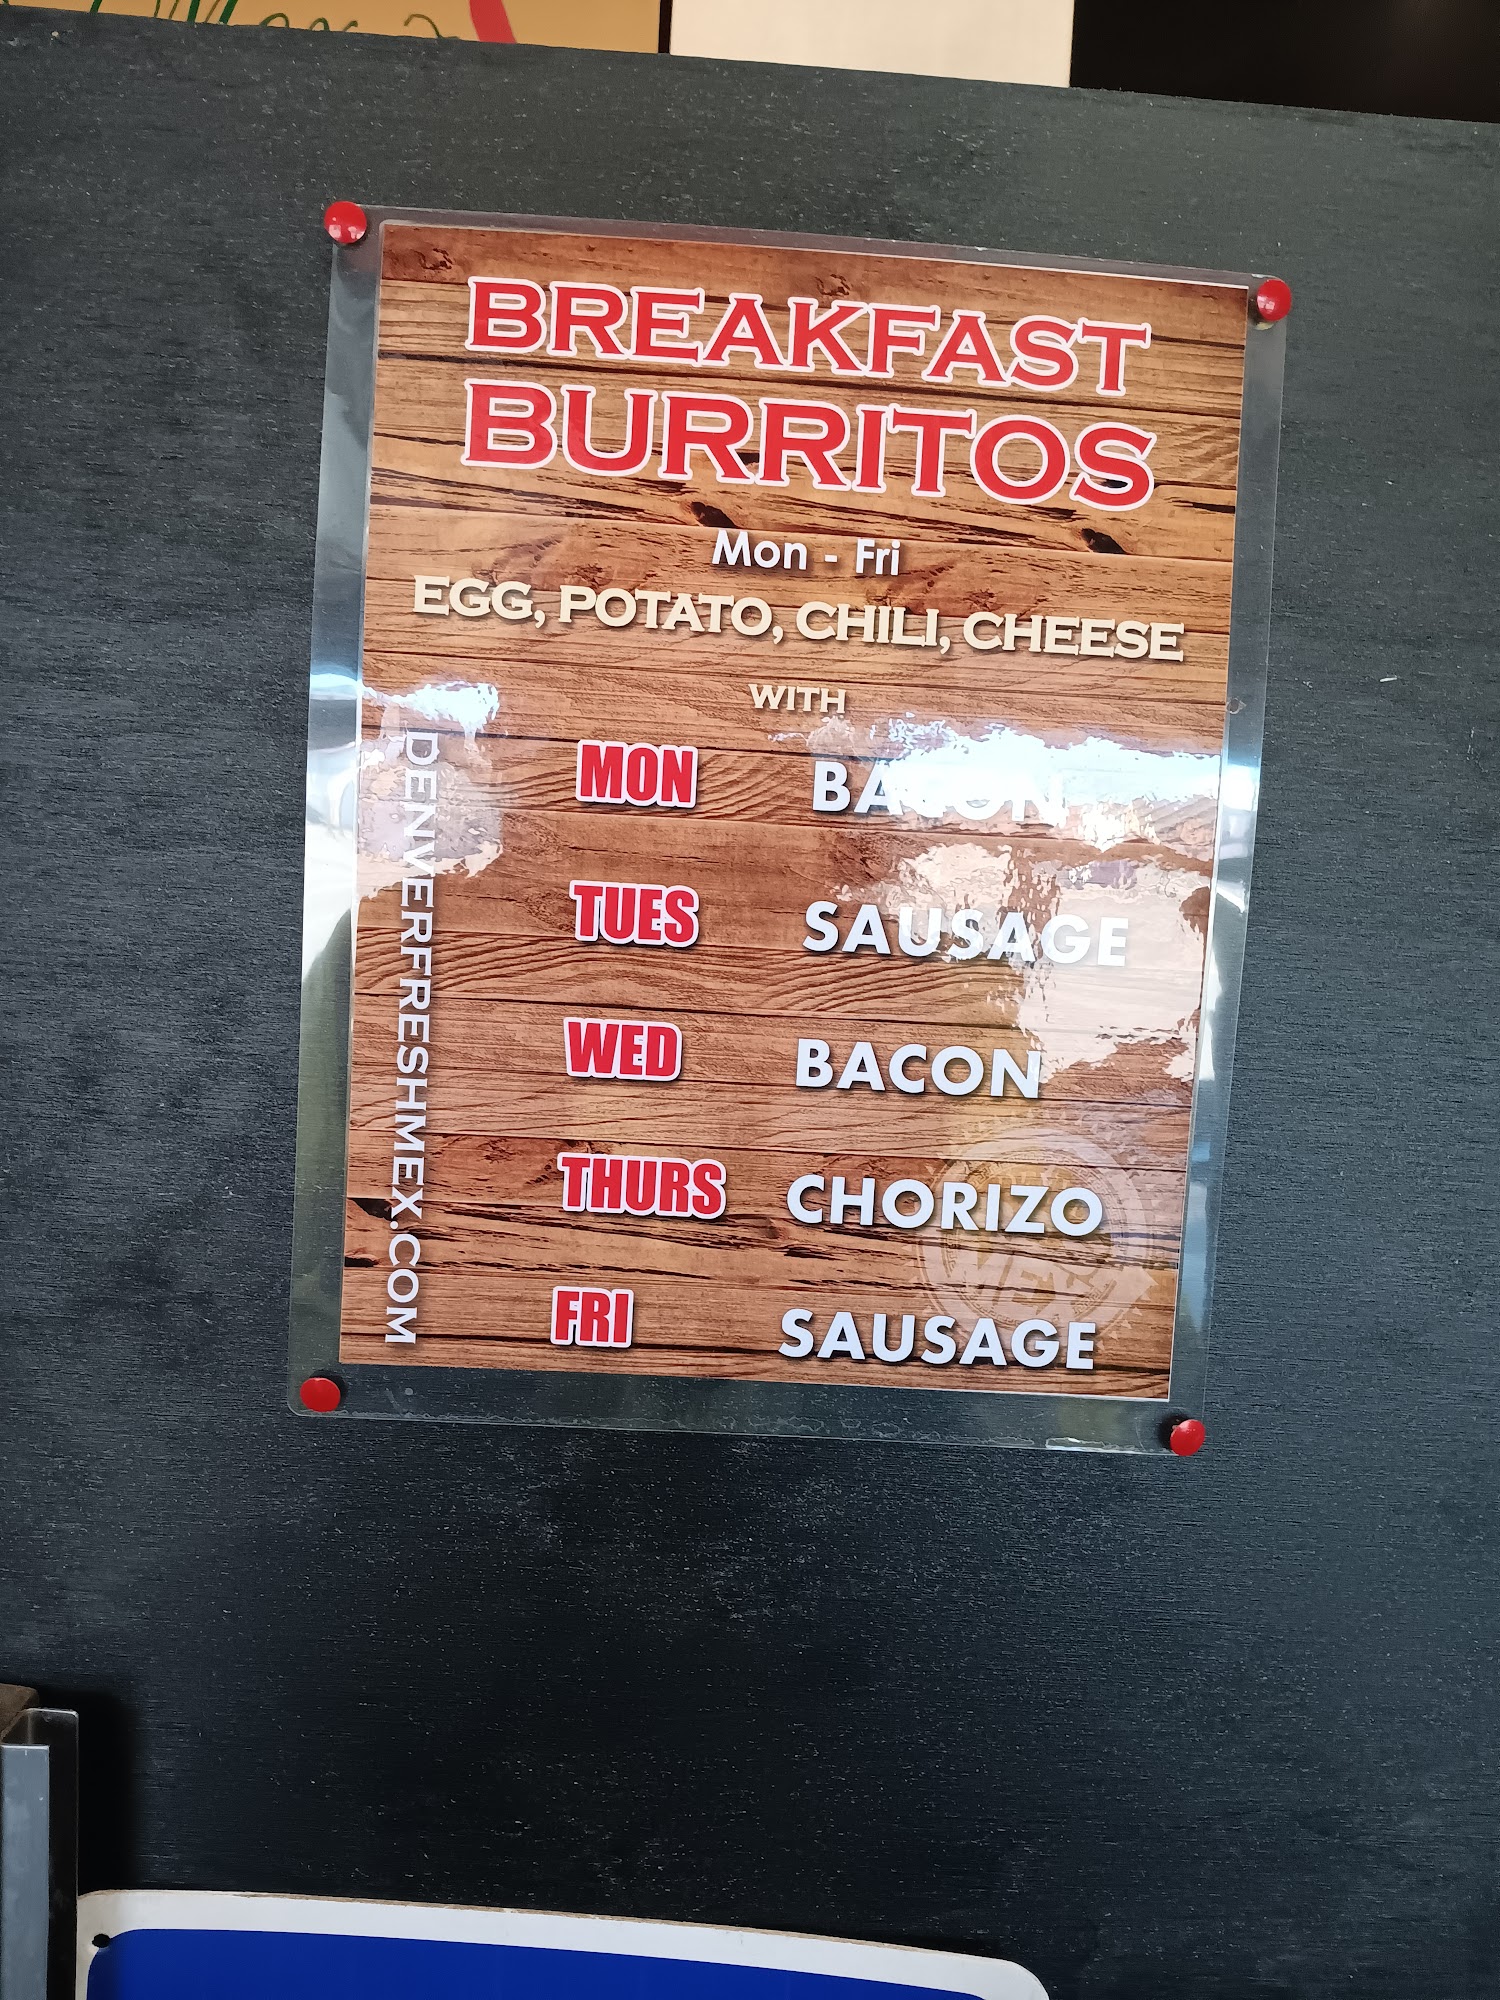 BREAKFAST
BURRITOS
Mon - Fri
EGG, POTATO, CHILI, CHEESE
WITH
MON BACON
TUES SAUSAGE
WED BACON
THURS CHORIZO
FRI SAUSAGE
DENVERFRESHMEX.COM